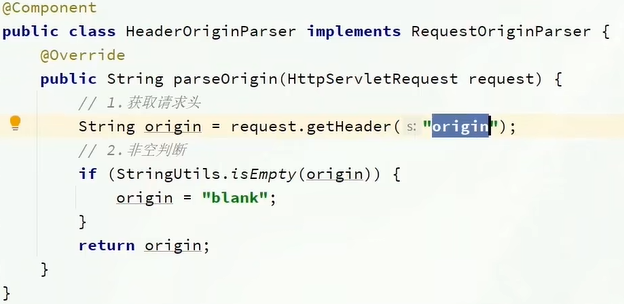 @Component
public class HeaderOriginParser implements RequestOriginParser {
@Override
public String parseOrigin(HttpServletRequest request) {
// 1.获取请求头
String origin = request.getHeader( s: "origin");
// 2.非空判断
if (StringUtils.isEmpty(origin)) {
origin = "blank";
}
return origin;
}
}